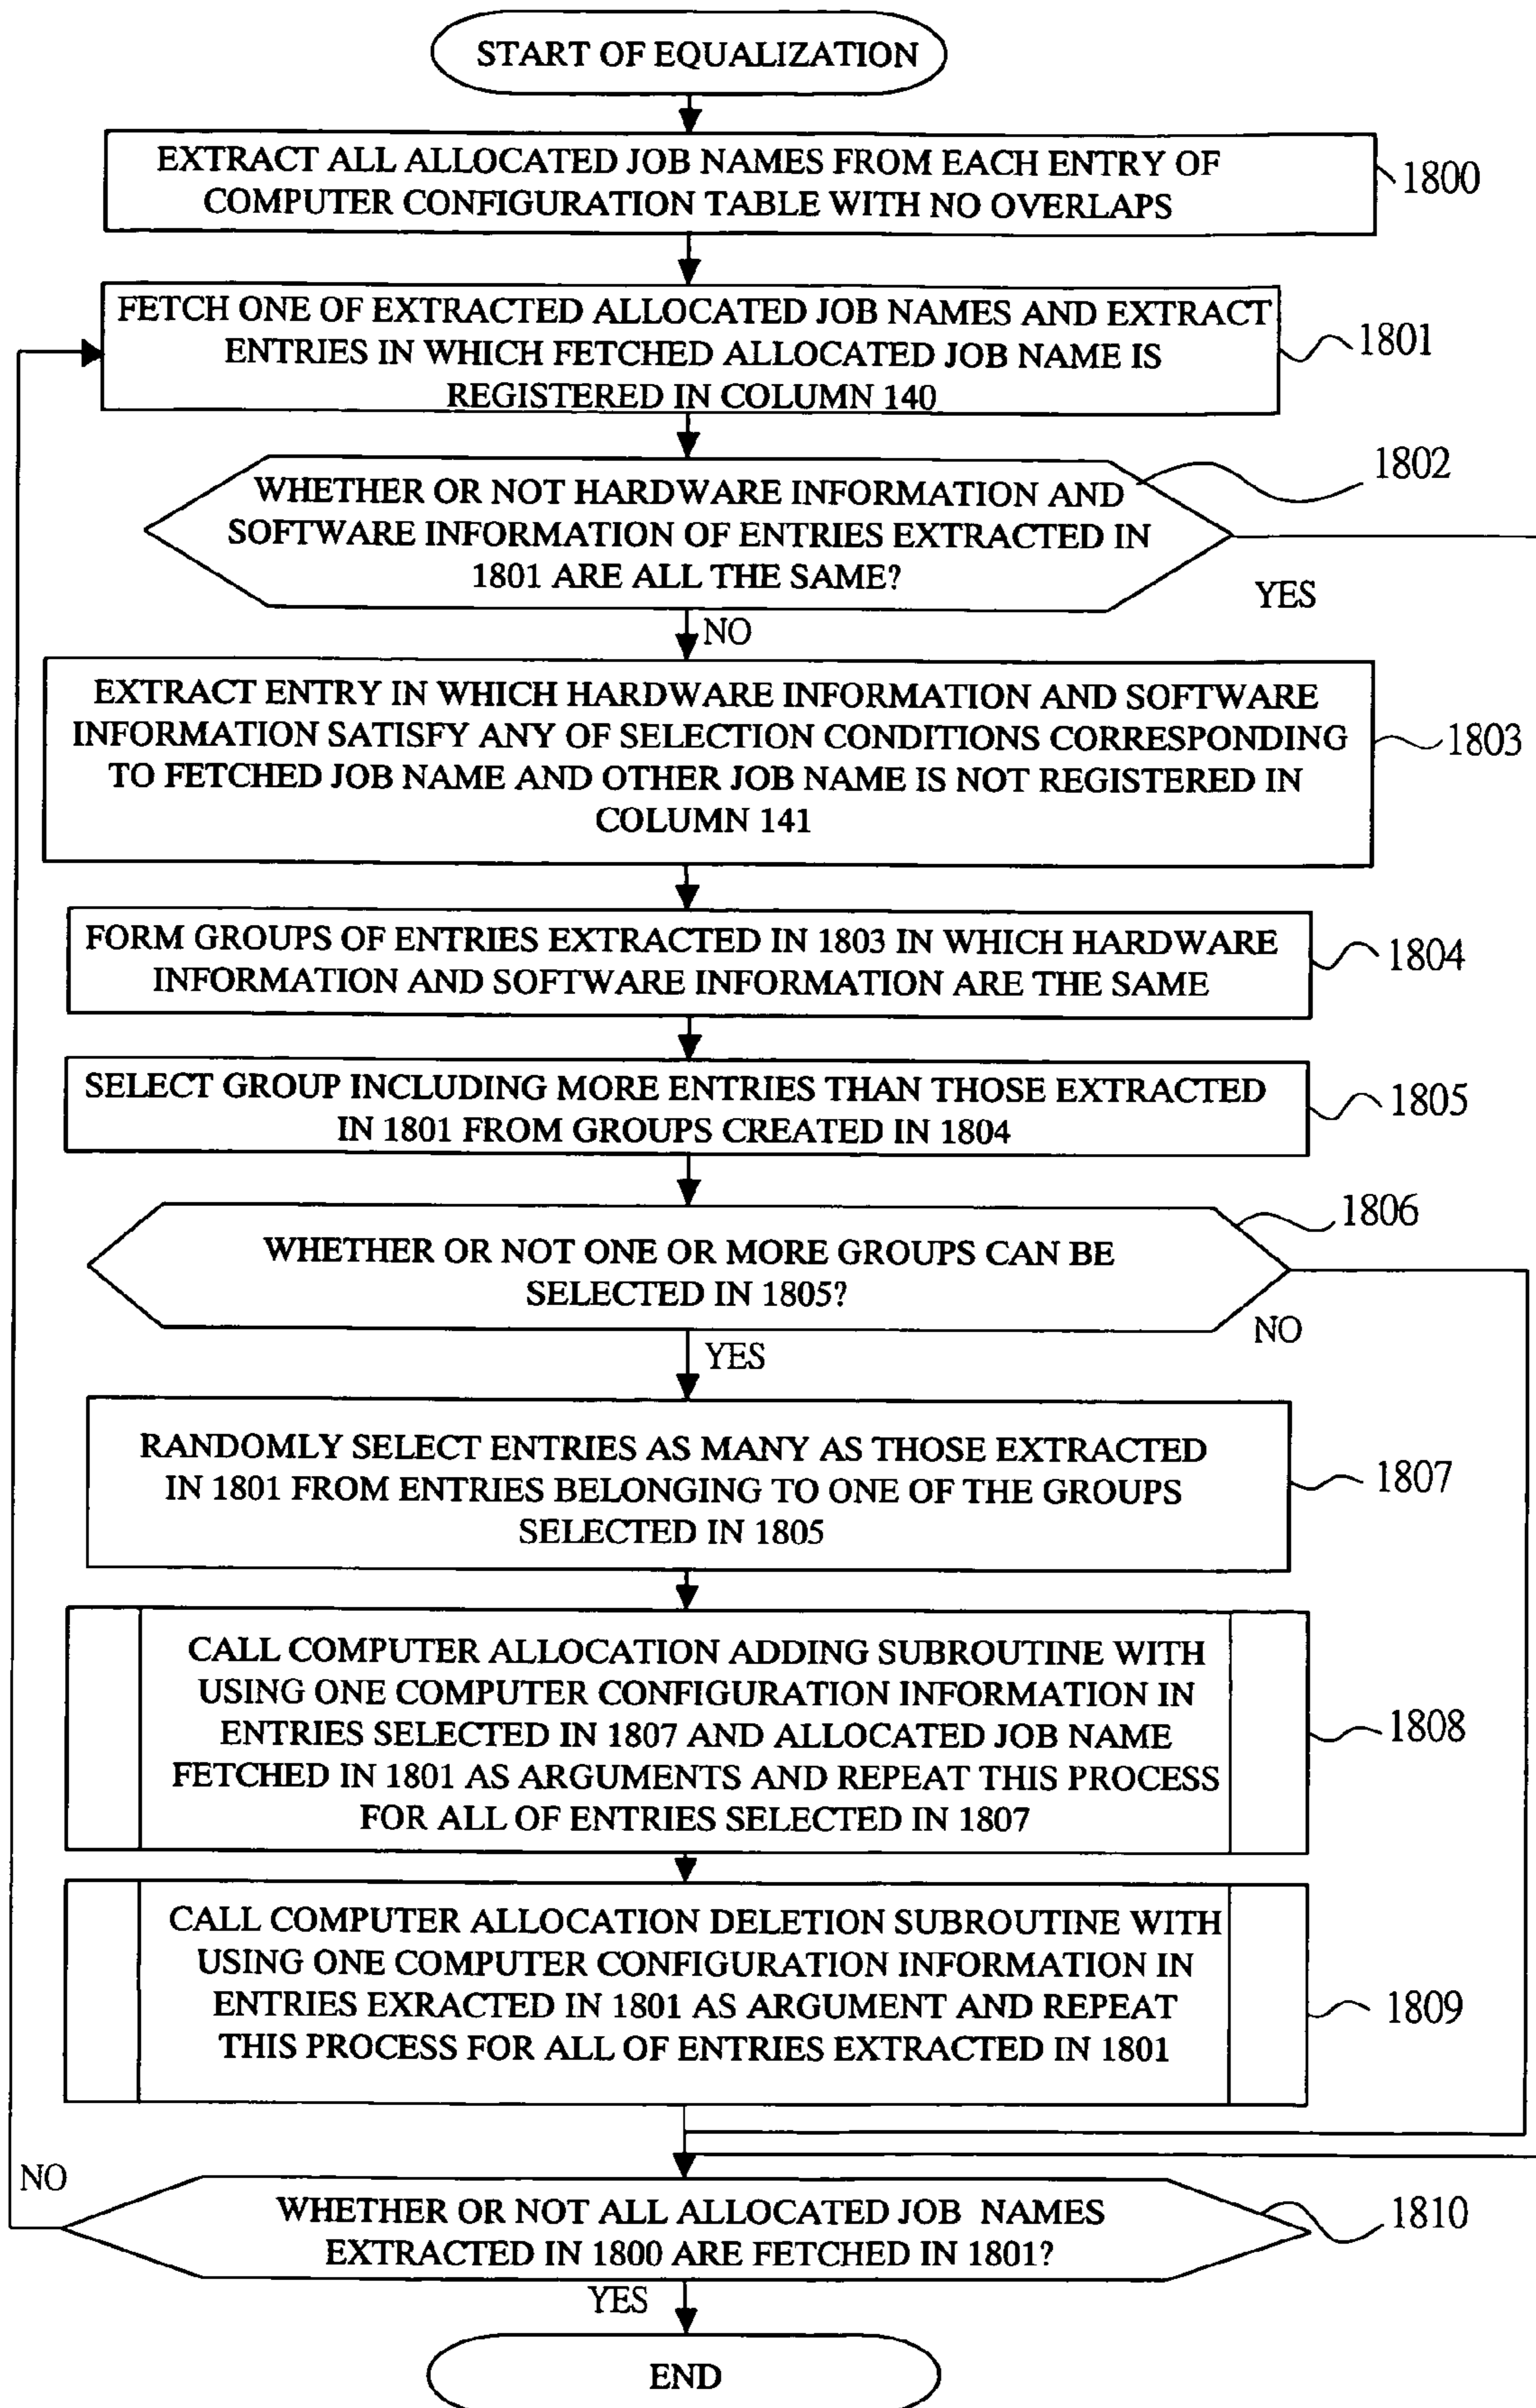 START OF EQUALIZATION
EXTRACT ALL ALLOCATED JOB NAMES FROM EACH ENTRY OF
COMPUTER CONFIGURATION TABLE WITH NO OVERLAPS
1800
FETCH ONE OF EXTRACTED ALLOCATED JOB NAMES AND EXTRACT
ENTRIES IN WHICH FETCHED ALLOCATED JOB NAME IS
REGISTERED IN COLUMN 140
1801
WHETHER OR NOT HARDWARE INFORMATION AND
SOFTWARE INFORMATION OF ENTRIES EXTRACTED IN
1801 ARE ALL THE SAME?
1802
YES
NO
EXTRACT ENTRY IN WHICH HARDWARE INFORMATION AND SOFTWARE
INFORMATION SATISFY ANY OF SELECTION CONDITIONS CORRESPONDING
TO FETCHED JOB NAME AND OTHER JOB NAME IS NOT REGISTERED IN
COLUMN 141
1803
FORM GROUPS OF ENTRIES EXTRACTED IN 1803 IN WHICH HARDWARE
INFORMATION AND SOFTWARE INFORMATION ARE THE SAME
1804
SELECT GROUP INCLUDING MORE ENTRIES THAN THOSE EXTRACTED
IN 1801 FROM GROUPS CREATED IN 1804
1805
WHETHER OR NOT ONE OR MORE GROUPS CAN BE
SELECTED IN 1805?
1806
NO
YES
RANDOMLY SELECT ENTRIES AS MANY AS THOSE EXTRACTED
IN 1801 FROM ENTRIES BELONGING TO ONE OF THE GROUPS
SELECTED IN 1805
1807
CALL COMPUTER ALLOCATION ADDING SUBROUTINE WITH
USING ONE COMPUTER CONFIGURATION INFORMATION IN
ENTRIES SELECTED IN 1807 AND ALLOCATED JOB NAME
FETCHED IN 1801 AS ARGUMENTS AND REPEAT THIS PROCESS
FOR ALL OF ENTRIES SELECTED IN 1807
1808
CALL COMPUTER ALLOCATION DELETION SUBROUTINE WITH
USING ONE COMPUTER CONFIGURATION INFORMATION IN
ENTRIES EXRACTED IN 1801 AS ARGUMENT AND REPEAT
THIS PROCESS FOR ALL OF ENTRIES EXTRACTED IN 1801
1809
NO
WHETHER OR NOT ALL ALLOCATED JOB NAMES
EXTRACTED IN 1800 ARE FETCHED IN 1801?
1810
YES
END